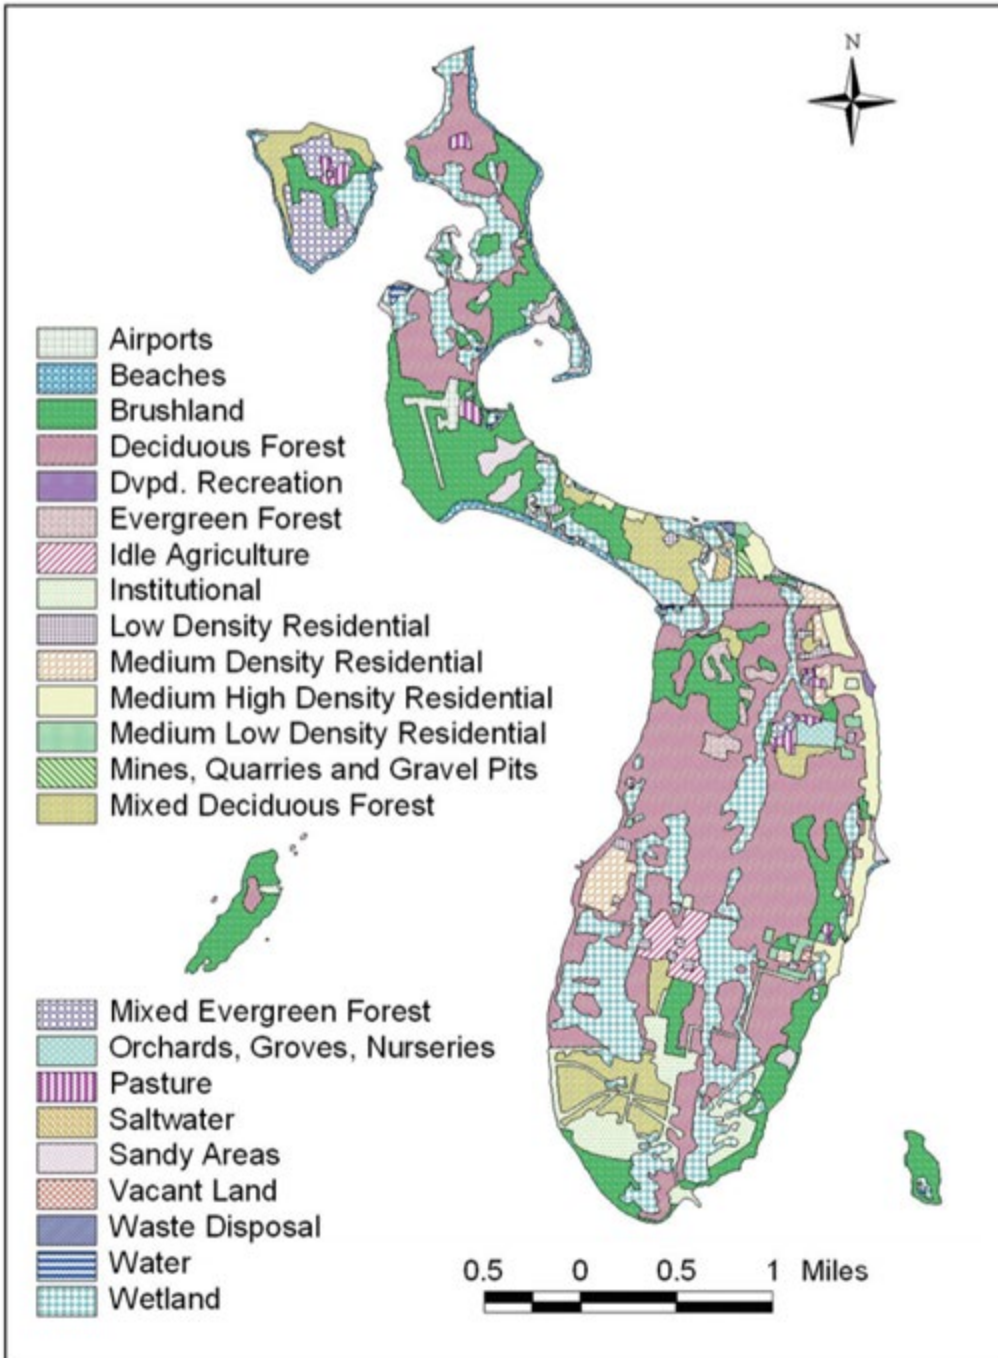 N
Airports
Beaches
Brushland
Deciduous Forest
Dvpd. Recreation
Evergreen Forest
Idle Agriculture
Institutional
Low Density Residential
Medium Density Residential
Medium High Density Residential
Medium Low Density Residential
Mines, Quarries and Gravel Pits
Mixed Deciduous Forest
Mixed Evergreen Forest
Orchards, Groves, Nurseries
Pasture
Saltwater
Sandy Areas
Vacant Land
Waste Disposal
Water
Wetland
0.5 0 0.5 1 Miles